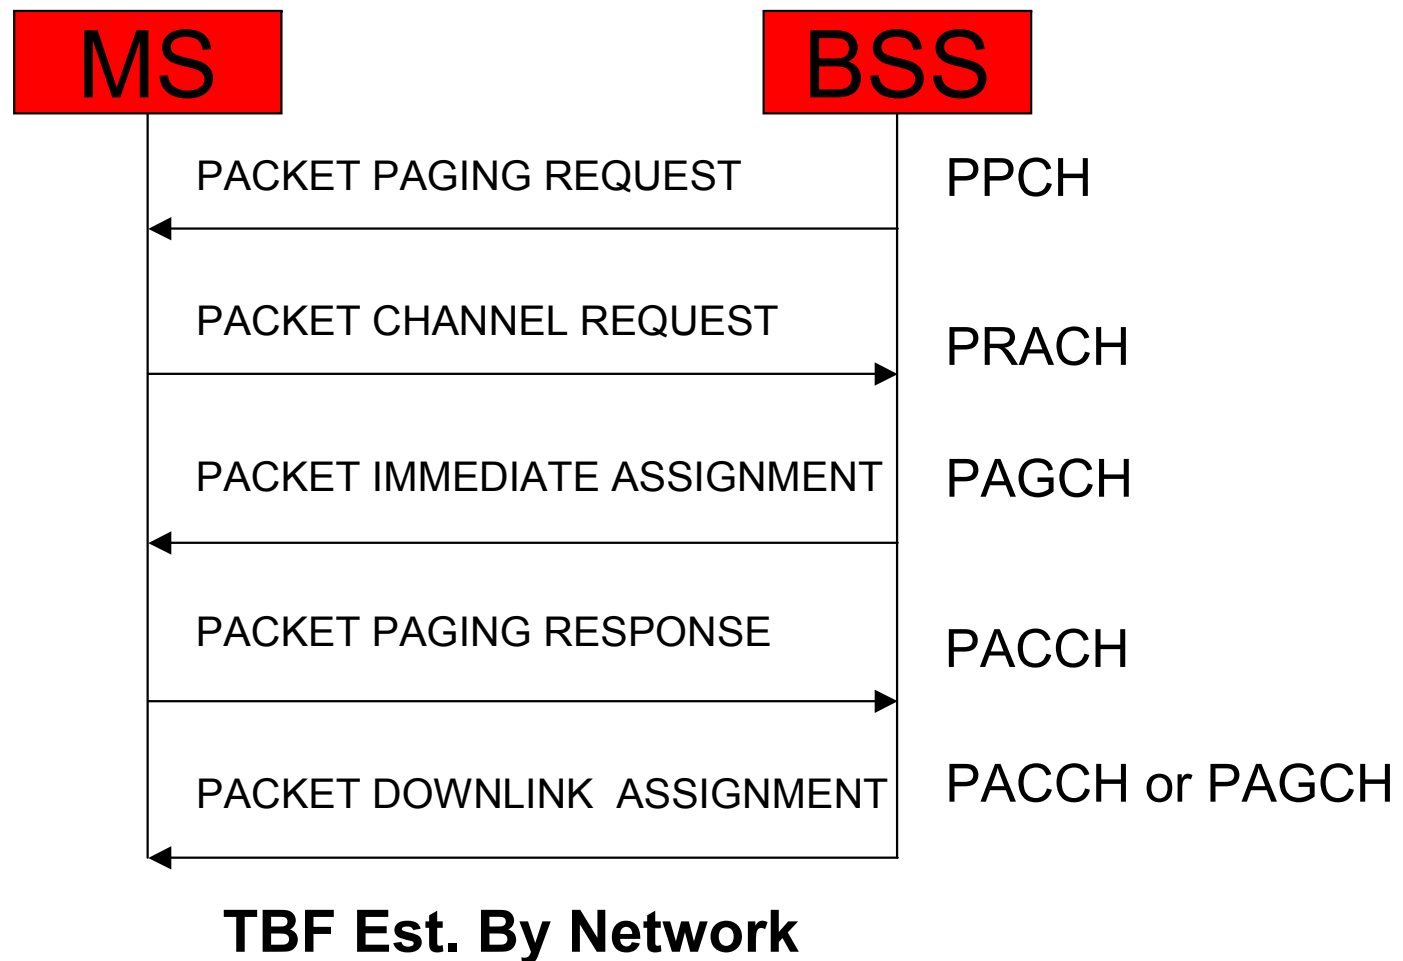 MS
BSS
PACKET PAGING REQUEST
PPCH
PACKET CHANNEL REQUEST
PRACH
PACKET IMMEDIATE ASSIGNMENT
PAGCH
PACKET PAGING RESPONSE
PACCH
PACKET DOWNLINK ASSIGNMENT
PACCH or PAGCH
TBF Est. By Network